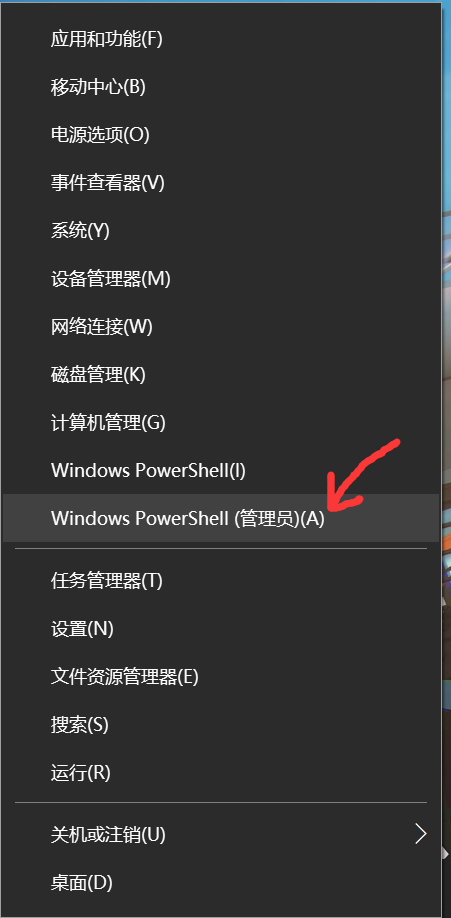 应用和功能(F)
移动中心(B)
电源选项(O)
事件查看器(V)
系统(Y)
设备管理器(M)
网络连接(W)
磁盘管理(K)
计算机管理(G)
Windows PowerShell(I)
Windows PowerShell (管理员)(A)
任务管理器(T)
设置(N)
文件资源管理器(E)
搜索(S)
运行(R)
关机或注销(U)
桌面(D)